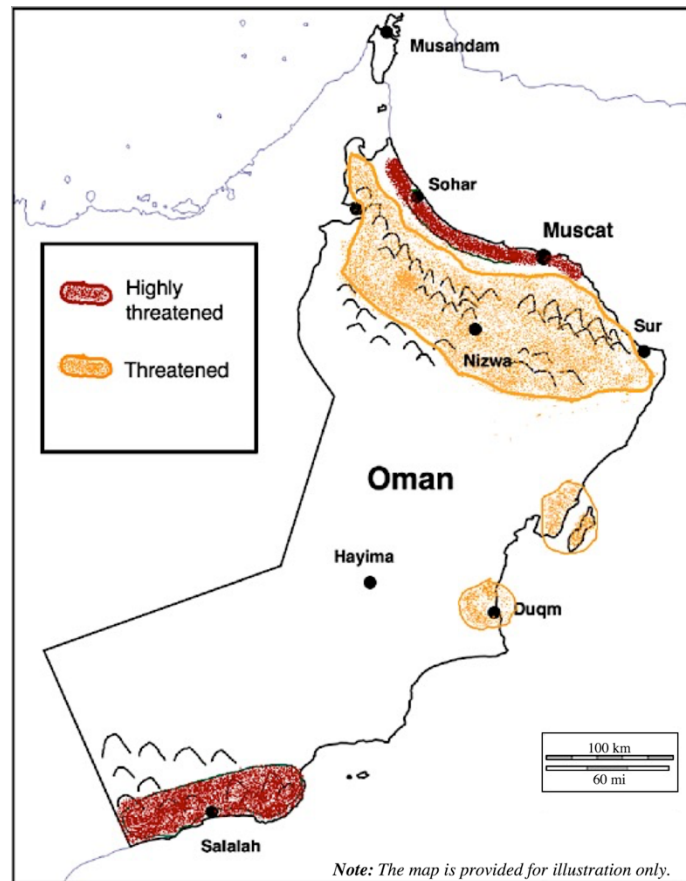 Musandam
Sohar
Muscat
Highly
threatened
Threatened
Sur
Nizwa
Oman
Hayima
Duqm
100 km
60 mi
Salalah
Note: The map is provided for illustration only.